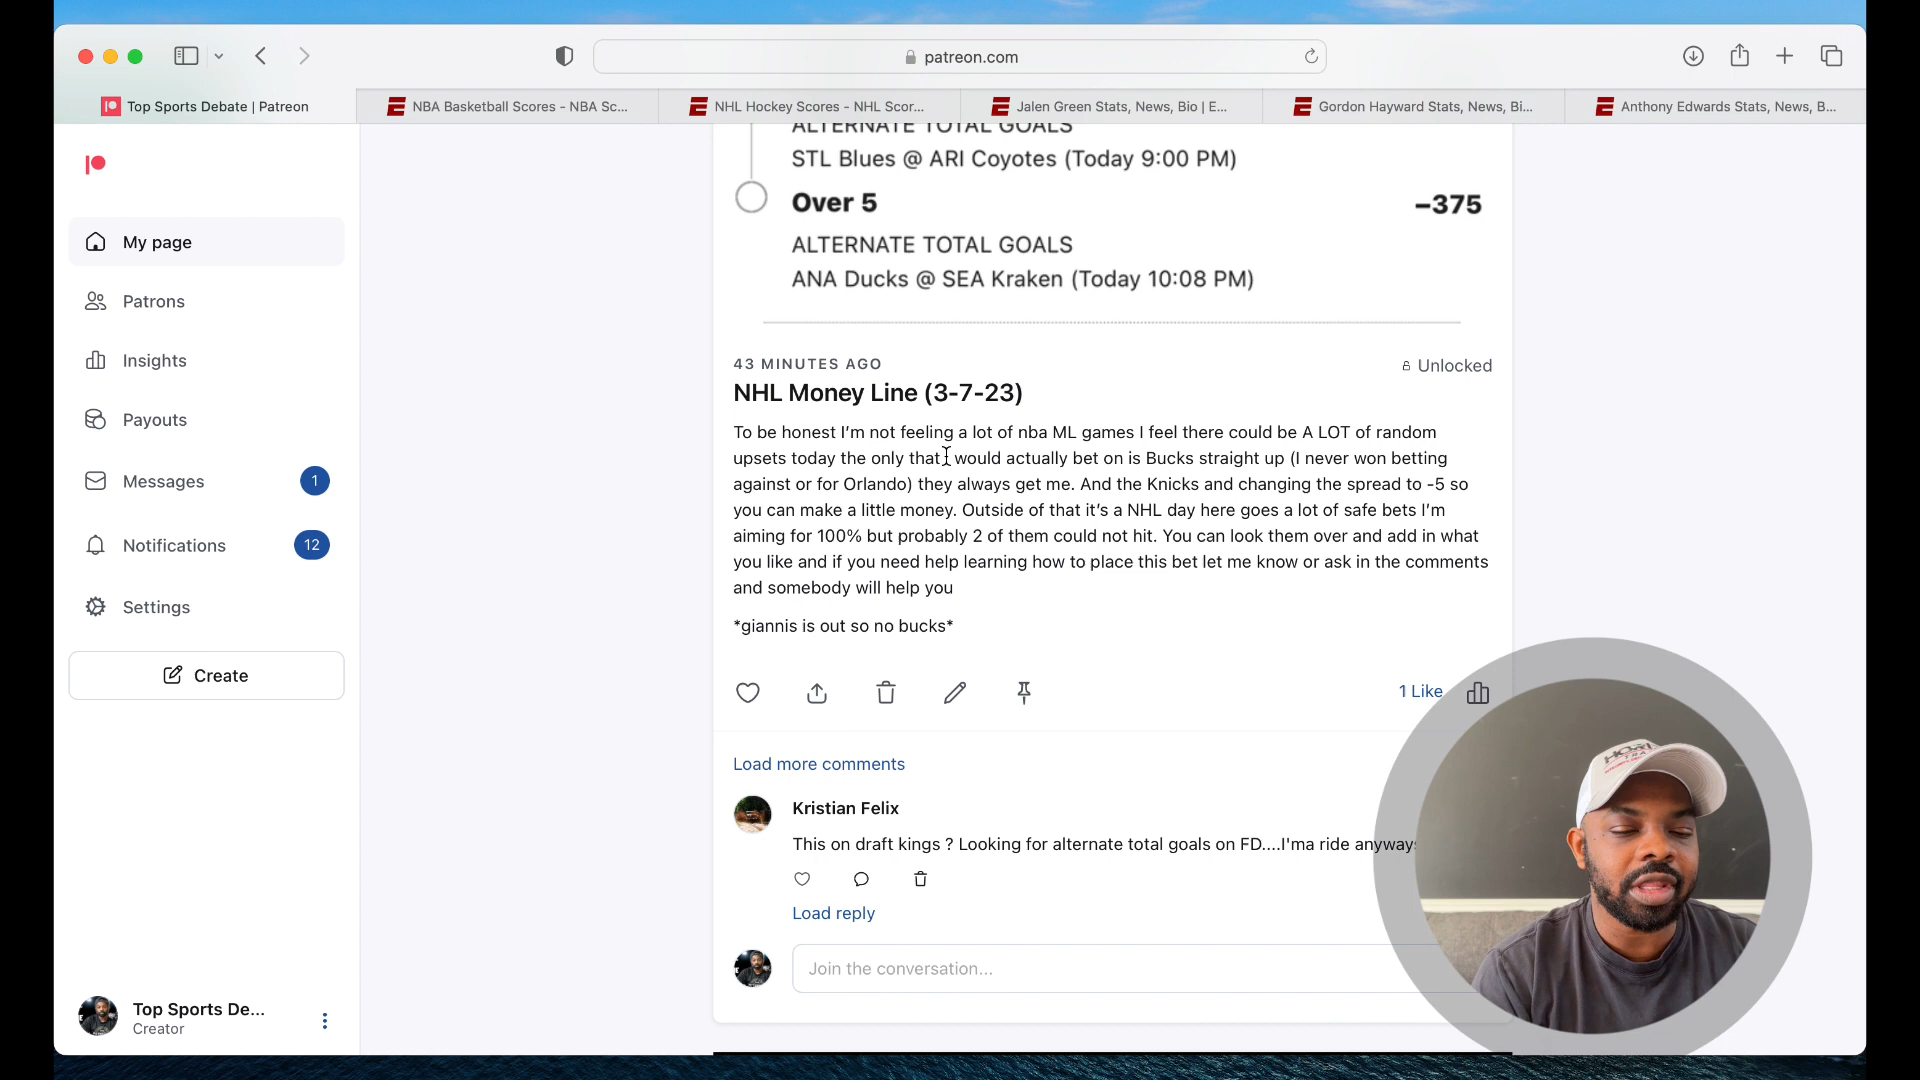 patreon.com
Top Sports Debate | Patreon
NBA Basketball Scores - NBA Sc...
NHL Hockey Scores - NHL Scor...
Jalen Green Stats, News, Bio | E...
Gordon Hayward Stats, News, Bi...
Anthony Edwards Stats, News, B...
My page
Patrons
Insights
Payouts
Messages
1
Notifications
12
Settings
Create
Top Sports De...
Creator
ALTERNATE TOTAL GOALS
STL Blues @ ARI Coyotes (Today 9:00 PM)
Over 5
-375
ALTERNATE TOTAL GOALS
ANA Ducks @ SEA Kraken (Today 10:08 PM)
43 MINUTES AGO
Unlocked
NHL Money Line (3-7-23)
To be honest I'm not feeling a lot of nba ML games I feel there could be A LOT of random
upsets today the only that I would actually bet on is Bucks straight up (I never won betting
against or for Orlando) they always get me. And the Knicks and changing the spread to -5 so
you can make a little money. Outside of that it's a NHL day here goes a lot of safe bets I'm
aiming for 100% but probably 2 of them could not hit. You can look them over and add in what
you like and if you need help learning how to place this bet let me know or ask in the comments
and somebody will help you
*giannis is out so no bucks*
1 Like
Load more comments
Kristian Felix
This on draft kings ? Looking for alternate total goals on FD....I'ma ride anyways
Load reply
Join the conversation...